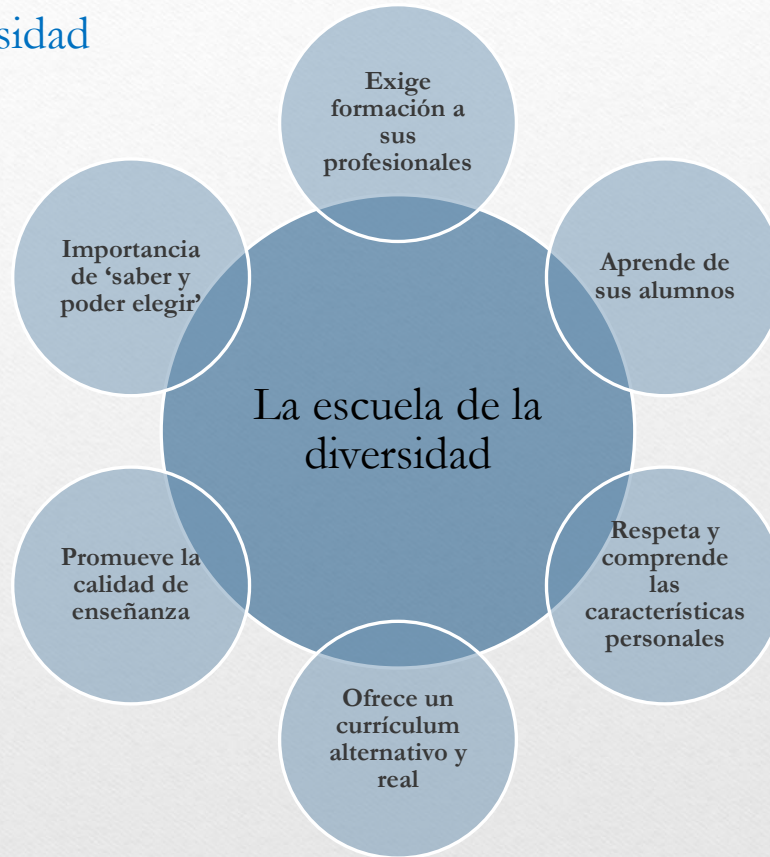 sidad
Exige
formación a
sus
profesionales
Aprende de
sus alumnos
Respeta y
comprende
las
características
personales
Ofrece un
currículum
alternativo y
real
Promueve la
calidad de
enseñanza
Importancia
de ‘saber y
poder elegir’
La escuela de la
diversidad